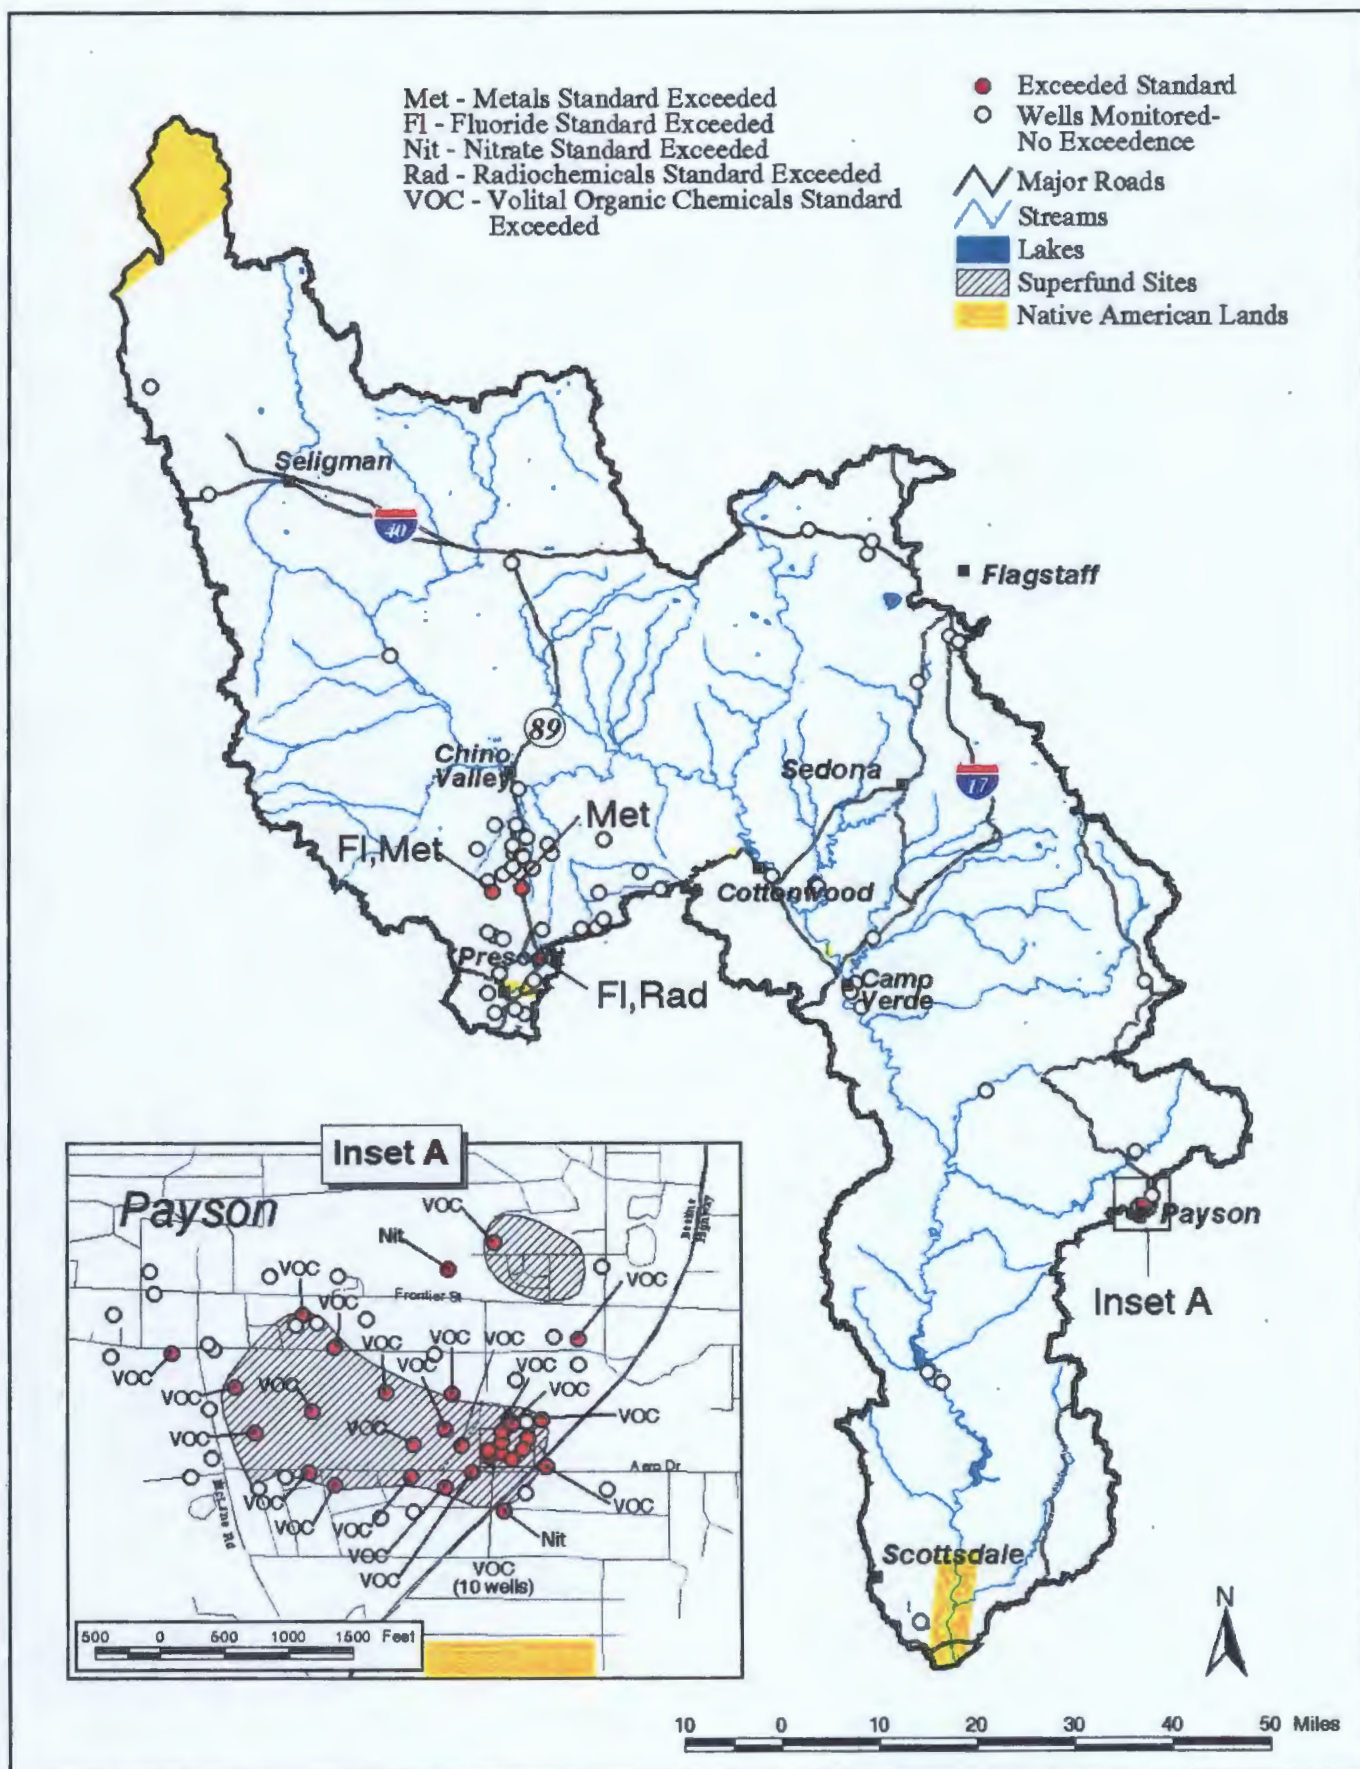 Met - Metals Standard Exceeded
Fl - Fluoride Standard Exceeded
Nit - Nitrate Standard Exceeded
Rad - Radiochemicals Standard Exceeded
VOC - Volital Organic Chemicals Standard
Exceeded
Exceeded Standard
Wells Monitored-
No Exceedence
Major Roads
Streams
Lakes
Superfund Sites
Native American Lands
Seligman
40
Flagstaff
89
Chino
Valley
Sedona
17
Met
Fl,Met
Cottonwood
Pres
Fl,Rad
Camp
Verde
Payson
Inset A
Scottsdale
N
10 0 10 20 30 40 50 Miles
Inset A
Payson
VOC
Nit
Highway
VOC
VOC
Frontier St
VOC
VOC
VOC
VOC
VOC
VOC
VOC
VOC
VOC
VOC
VOC
VOC
VOC
VOC
Aero Dr
McLane Rd
VOC
VOC
VOC
VOC
Nit
VOC
VOC
VOC
(10 wells)
500 0 500 1000 1500 Feet